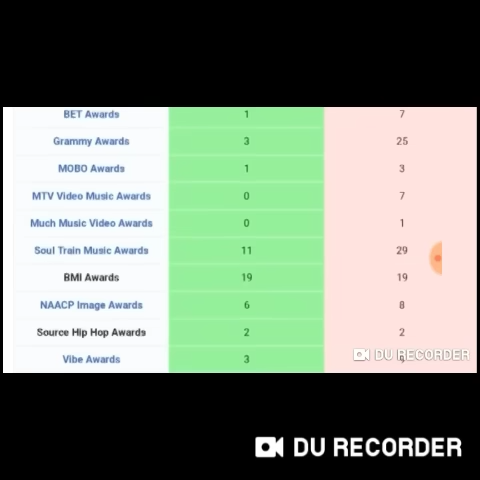 BET Awards 1 7
Grammy Awards 3 25
MOBO Awards 1 3
MTV Video Music Awards 0 7
Much Music Video Awards 0 1
Soul Train Music Awards 11 29
BMI Awards 19 19
NAACP Image Awards 6 8
Source Hip Hop Awards 2 2
Vibe Awards 3
DU RECORDER
DU RECORDER